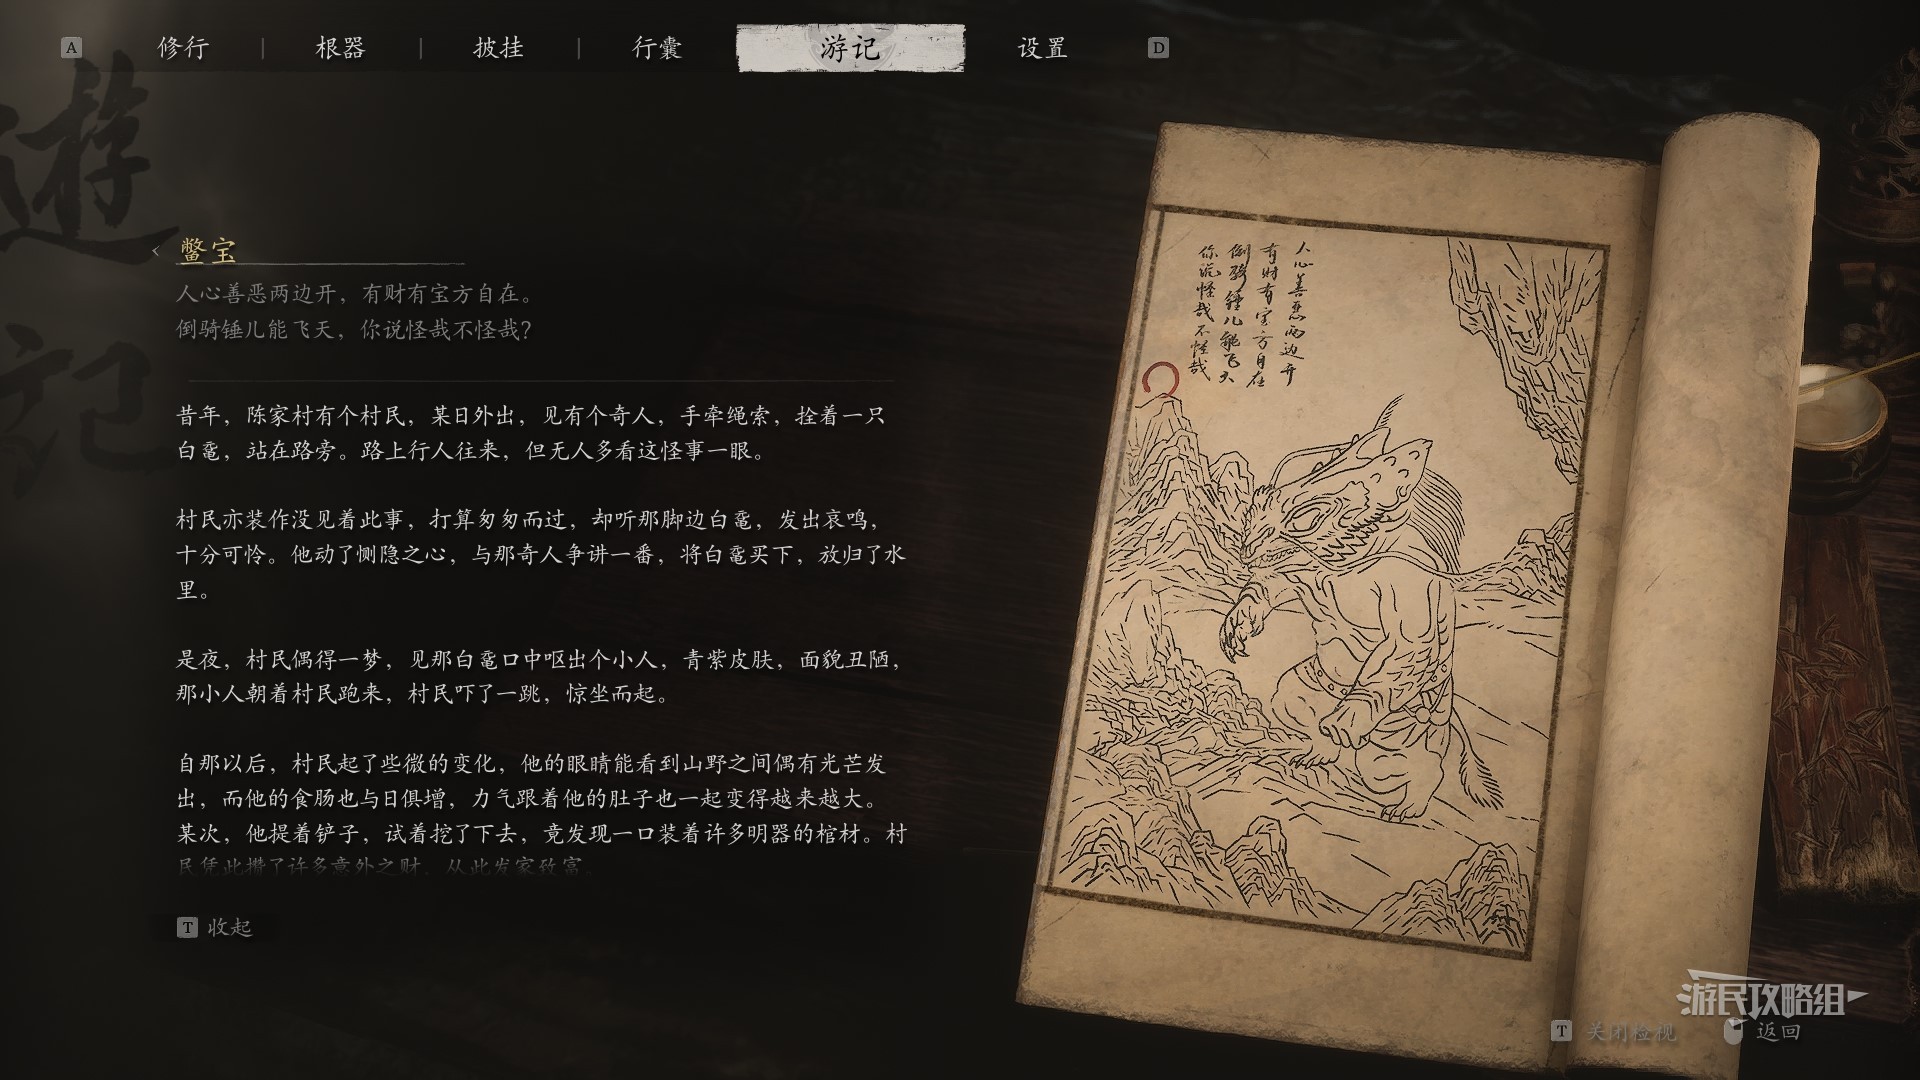 A 修行 | 根器 | 披挂 | 行囊 游记 设置 D
遊記
鳖宝
人心善恶两边开，有财有宝方自在。
倒骑锤儿能飞天，你说怪哉不怪哉？
昔年，陈家村有个村民，某日外出，见有个奇人，手牵绳索，拴着一只
白鼋，站在路旁。路上行人往来，但无人多看这怪事一眼。
村民亦装作没见着此事，打算匆匆而过，却听那脚边白鼋，发出哀鸣，
十分可怜。他动了恻隐之心，与那奇人争讲一番，将白鼋买下，放归了水
里。
是夜，村民偶得一梦，见那白鼋口中呕出个小人，青紫皮肤，面貌丑陋，
那小人朝着村民跑来，村民吓了一跳，惊坐而起。
自那以后，村民起了些微的变化，他的眼睛能看到山野之间偶有光芒发
出，而他的食肠也与日俱增，力气跟着他的肚子也一起变得越来越大。
某次，他提着铲子，试着挖了下去，竟发现一口装着许多明器的棺材。村
民凭此攒了许多意外之财，从此发家致富。
T 收起
人心善恶两边开
有财有宝方自在
倒骑锤儿能飞天
你说怪哉不怪哉
游民攻略组
T 关闭检视 返回